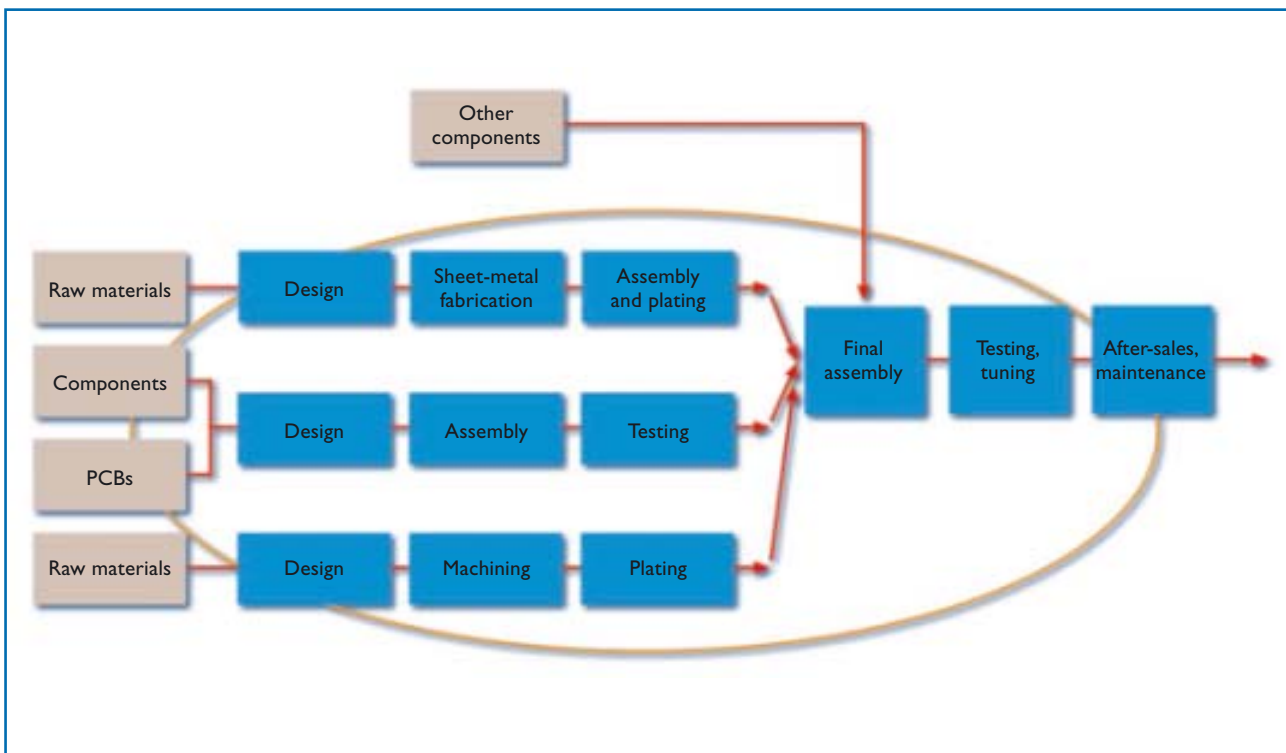 Other
components
Raw materials
Design
Sheet-metal
fabrication
Assembly
and plating
Components
PCBs
Design
Assembly
Testing
Raw materials
Design
Machining
Plating
Final
assembly
Testing,
tuning
After-sales,
maintenance